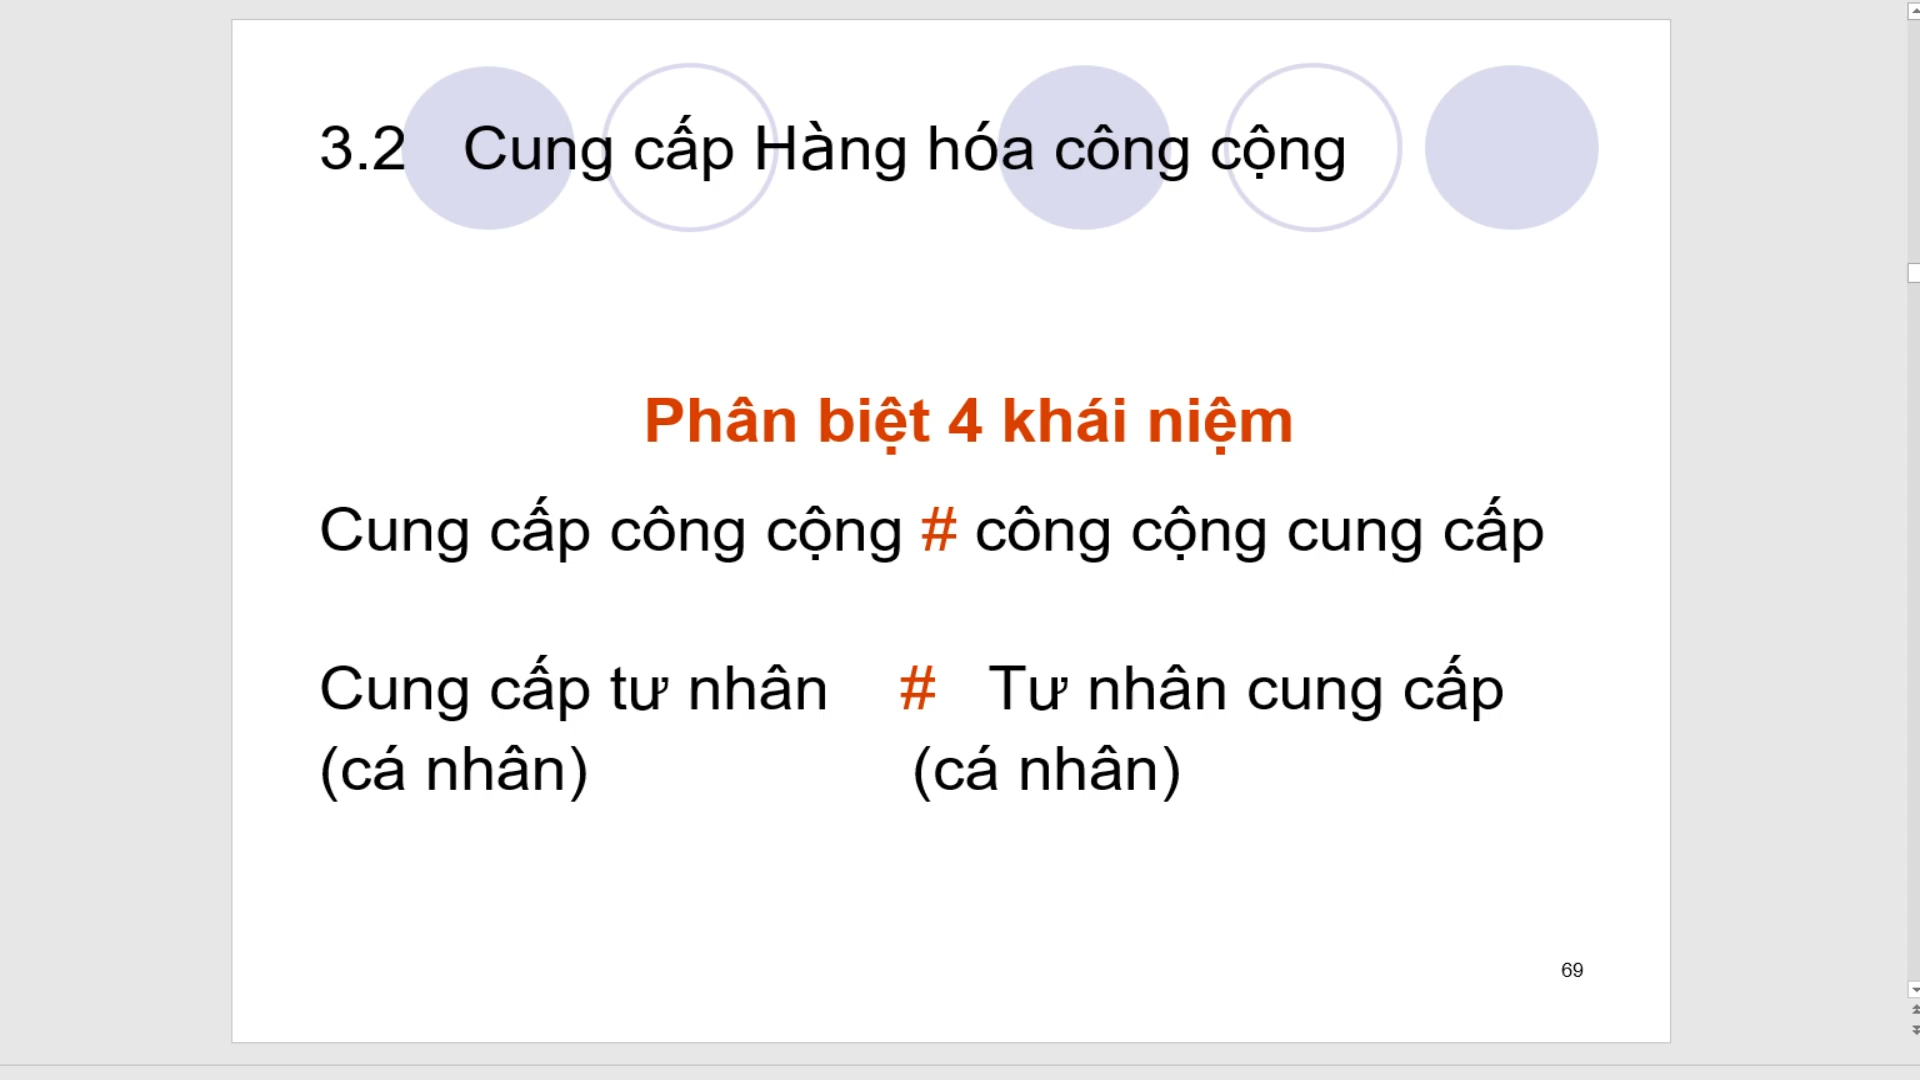 3.2 Cung cấp Hàng hóa công cộng
Phân biệt 4 khái niệm
Cung cấp công cộng # công cộng cung cấp
Cung cấp tư nhân # Tư nhân cung cấp
(cá nhân) (cá nhân)
69